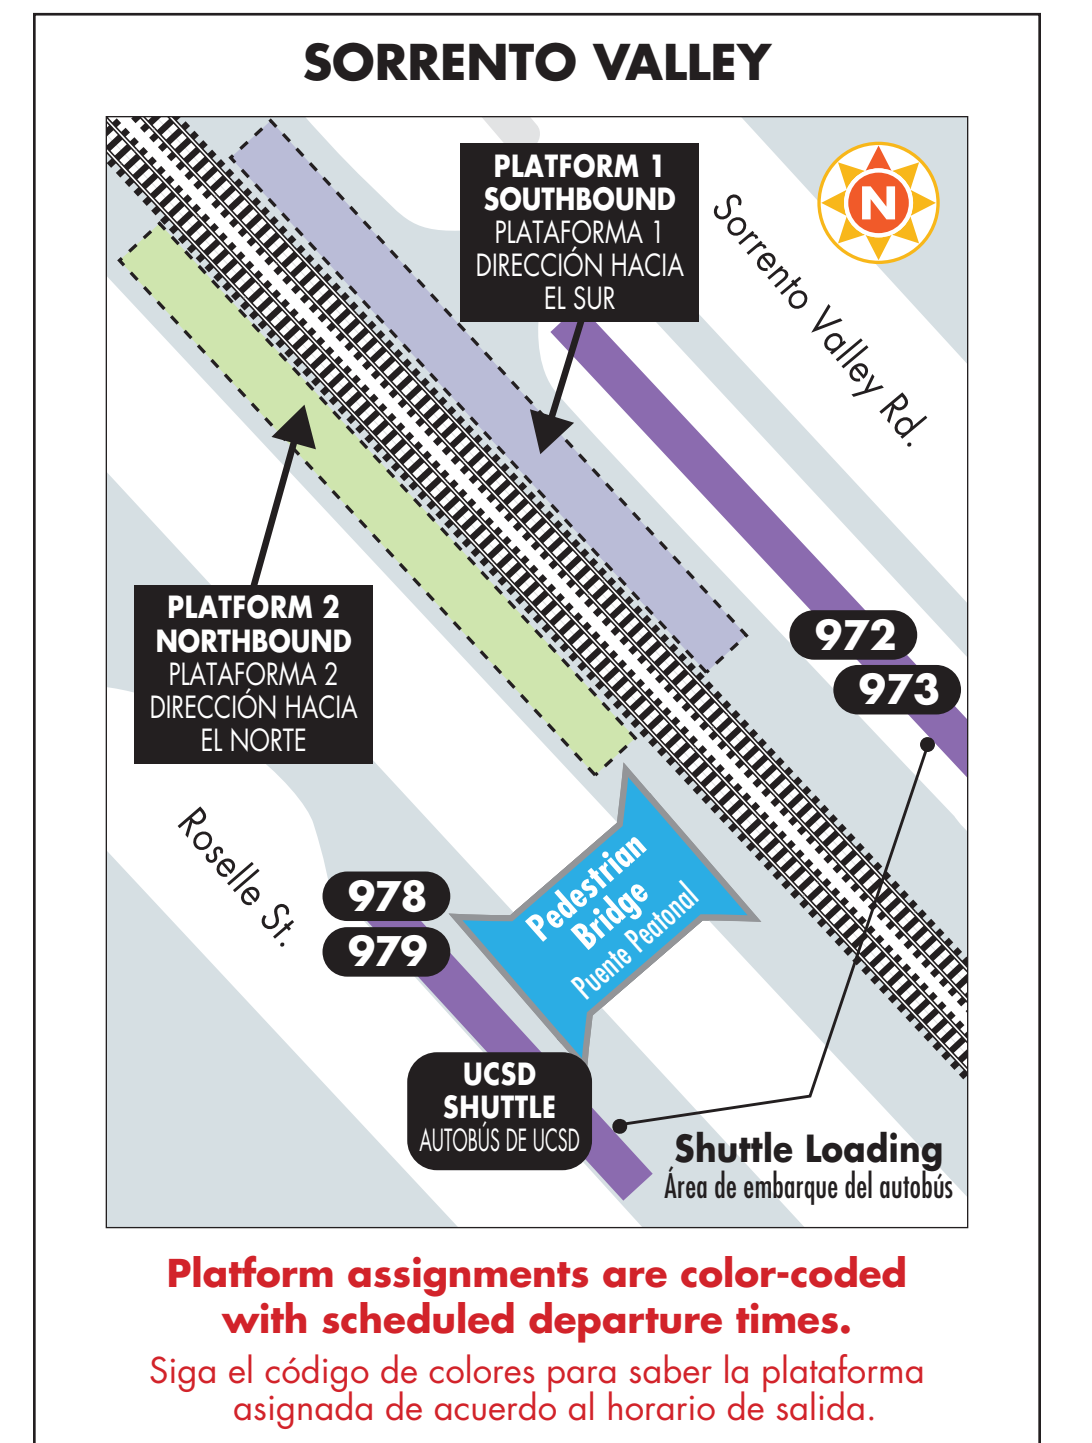 SORRENTO VALLEY
PLATFORM 1
SOUTHBOUND
PLATAFORMA 1
DIRECCIÓN HACIA
EL SUR
N
Sorrento Valley Rd.
PLATFORM 2
NORTHBOUND
PLATAFORMA 2
DIRECCIÓN HACIA
EL NORTE
972
973
Roselle St.
978
979
Pedestrian
Bridge
Puente Peatonal
UCSD
SHUTTLE
AUTOBÚS DE UCSD
Shuttle Loading
Área de embarque del autobús
Platform assignments are color-coded
with scheduled departure times.
Siga el código de colores para saber la plataforma
asignada de acuerdo al horario de salida.